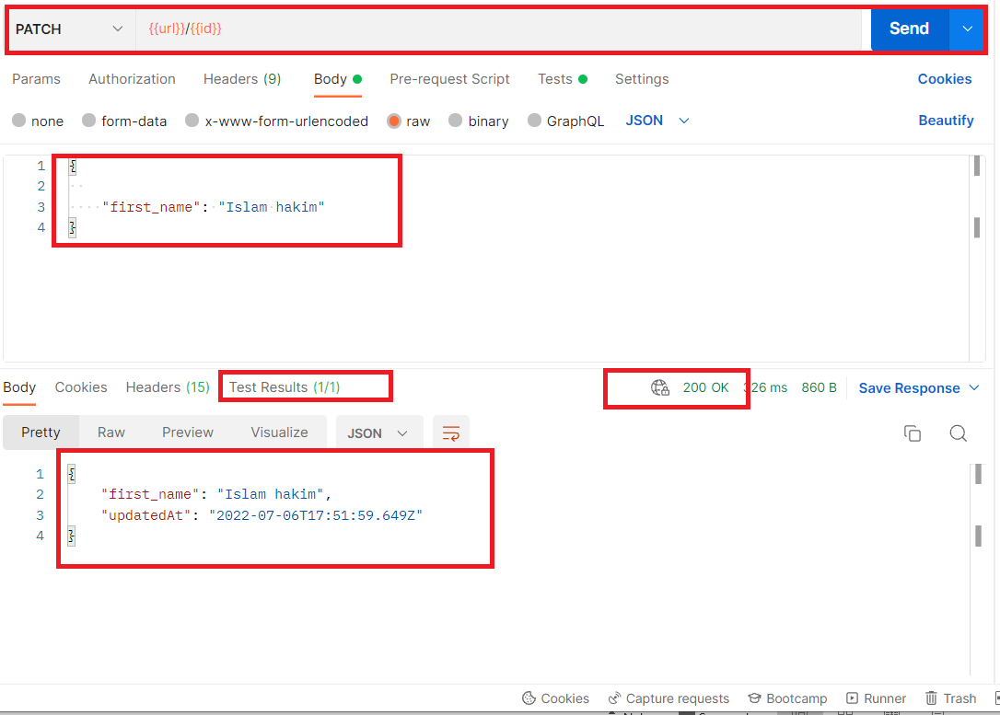 PATCH {{url}}/{{id}} Send
Params Authorization Headers (9) Body Pre-request Script Tests Settings Cookies
none form-data x-www-form-urlencoded raw binary GraphQL JSON Beautify
1 {
2
3 "first_name": "Islam hakim"
4 }
Body Cookies Headers (15) Test Results (1/1) 200 OK 26 ms 860 B Save Response
Pretty Raw Preview Visualize JSON
1 {
2 "first_name": "Islam hakim",
3 "updatedAt": "2022-07-06T17:51:59.649Z"
4 }
Cookies Capture requests Bootcamp Runner Trash